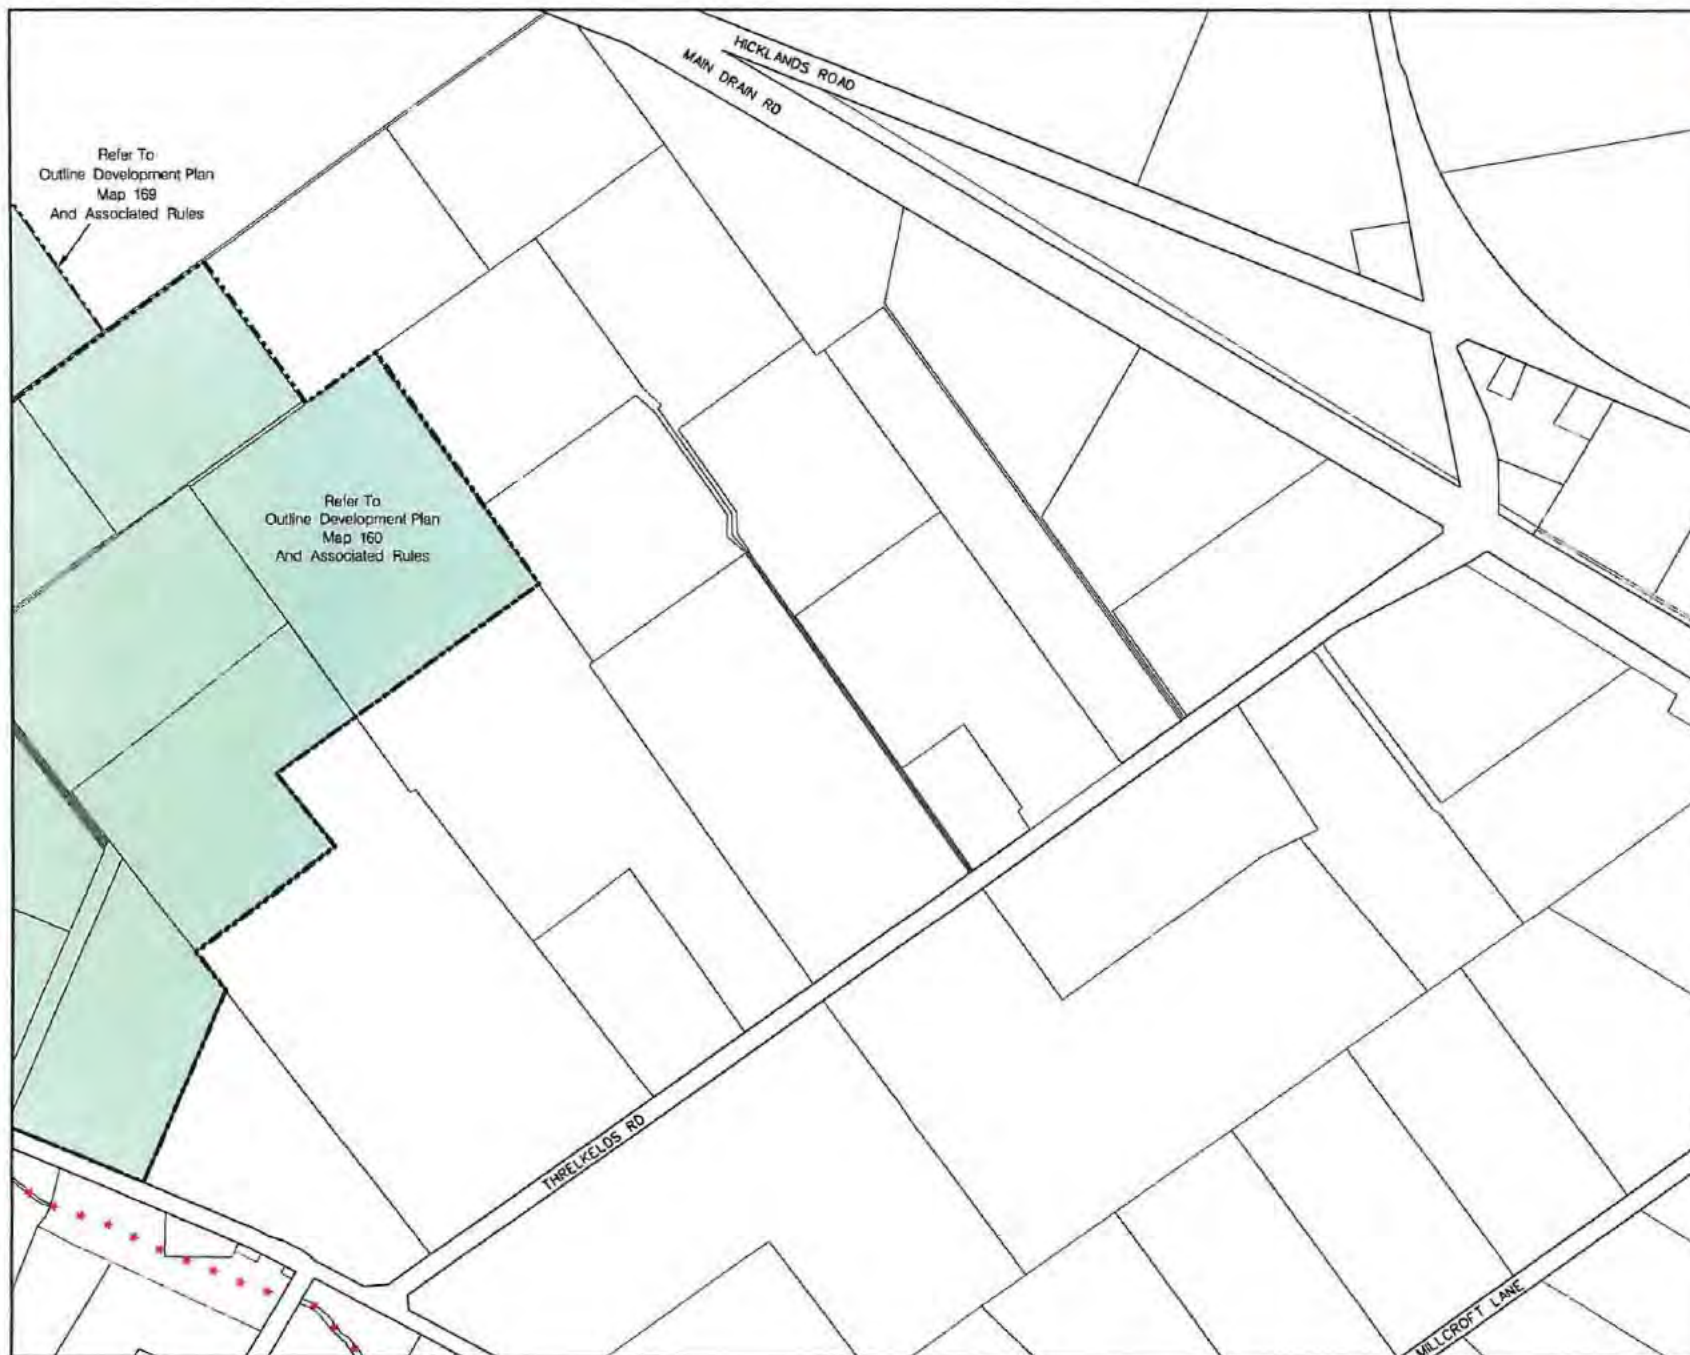 HICKLANDS ROAD
MAIN DRAIN RD
Refer To
Outline Development Plan
Map 169
And Associated Rules
Refer To
Outline Development Plan
Map 160
And Associated Rules
THRELKELDS RD
MILLCROFT LANE